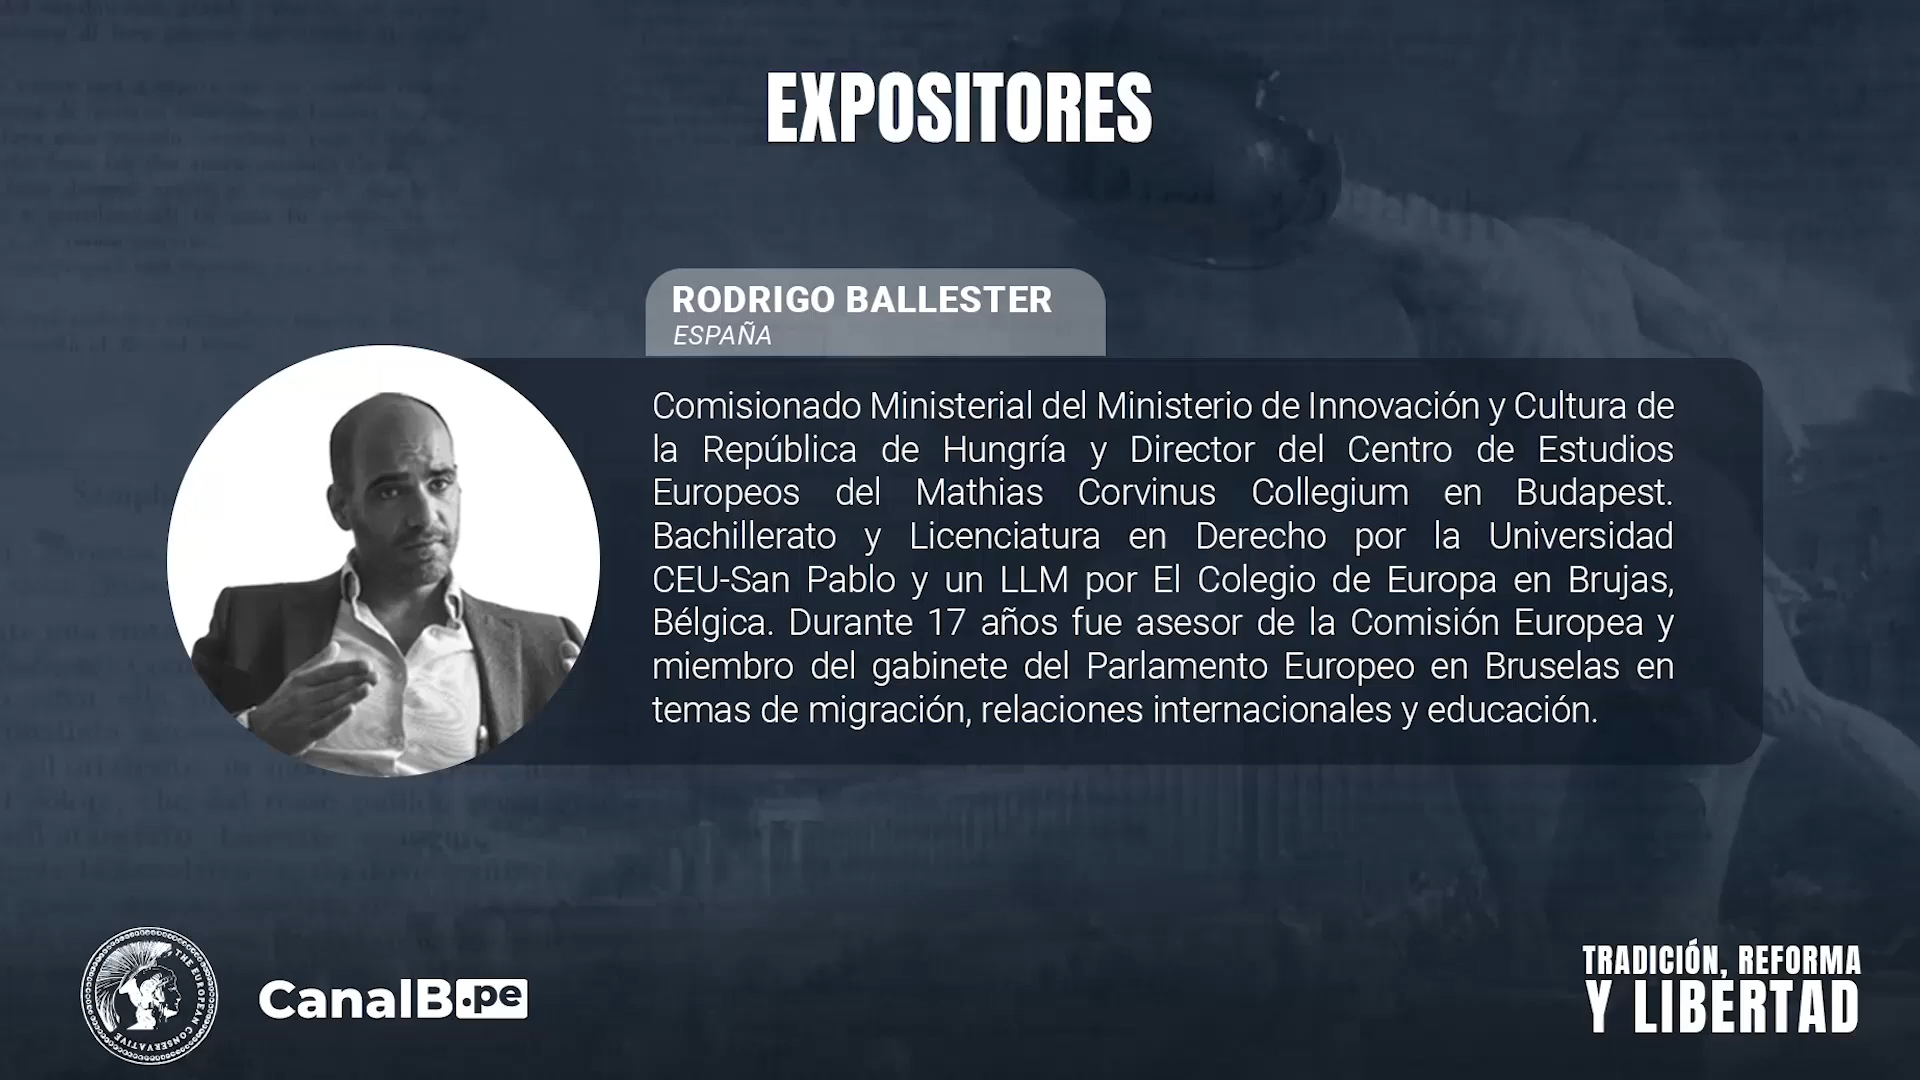 EXPOSITORES
RODRIGO BALLESTER
ESPAÑA
Comisionado Ministerial del Ministerio de Innovación y Cultura de
la República de Hungría y Director del Centro de Estudios
Europeos del Mathias Corvinus Collegium en Budapest.
Bachillerato y Licenciatura en Derecho por la Universidad
CEU-San Pablo y un LLM por El Colegio de Europa en Brujas,
Bélgica. Durante 17 años fue asesor de la Comisión Europea y
miembro del gabinete del Parlamento Europeo en Bruselas en
temas de migración, relaciones internacionales y educación.
THE EUROPEAN CONSERVATIVE
CanalB.pe
TRADICIÓN, REFORMA
Y LIBERTAD